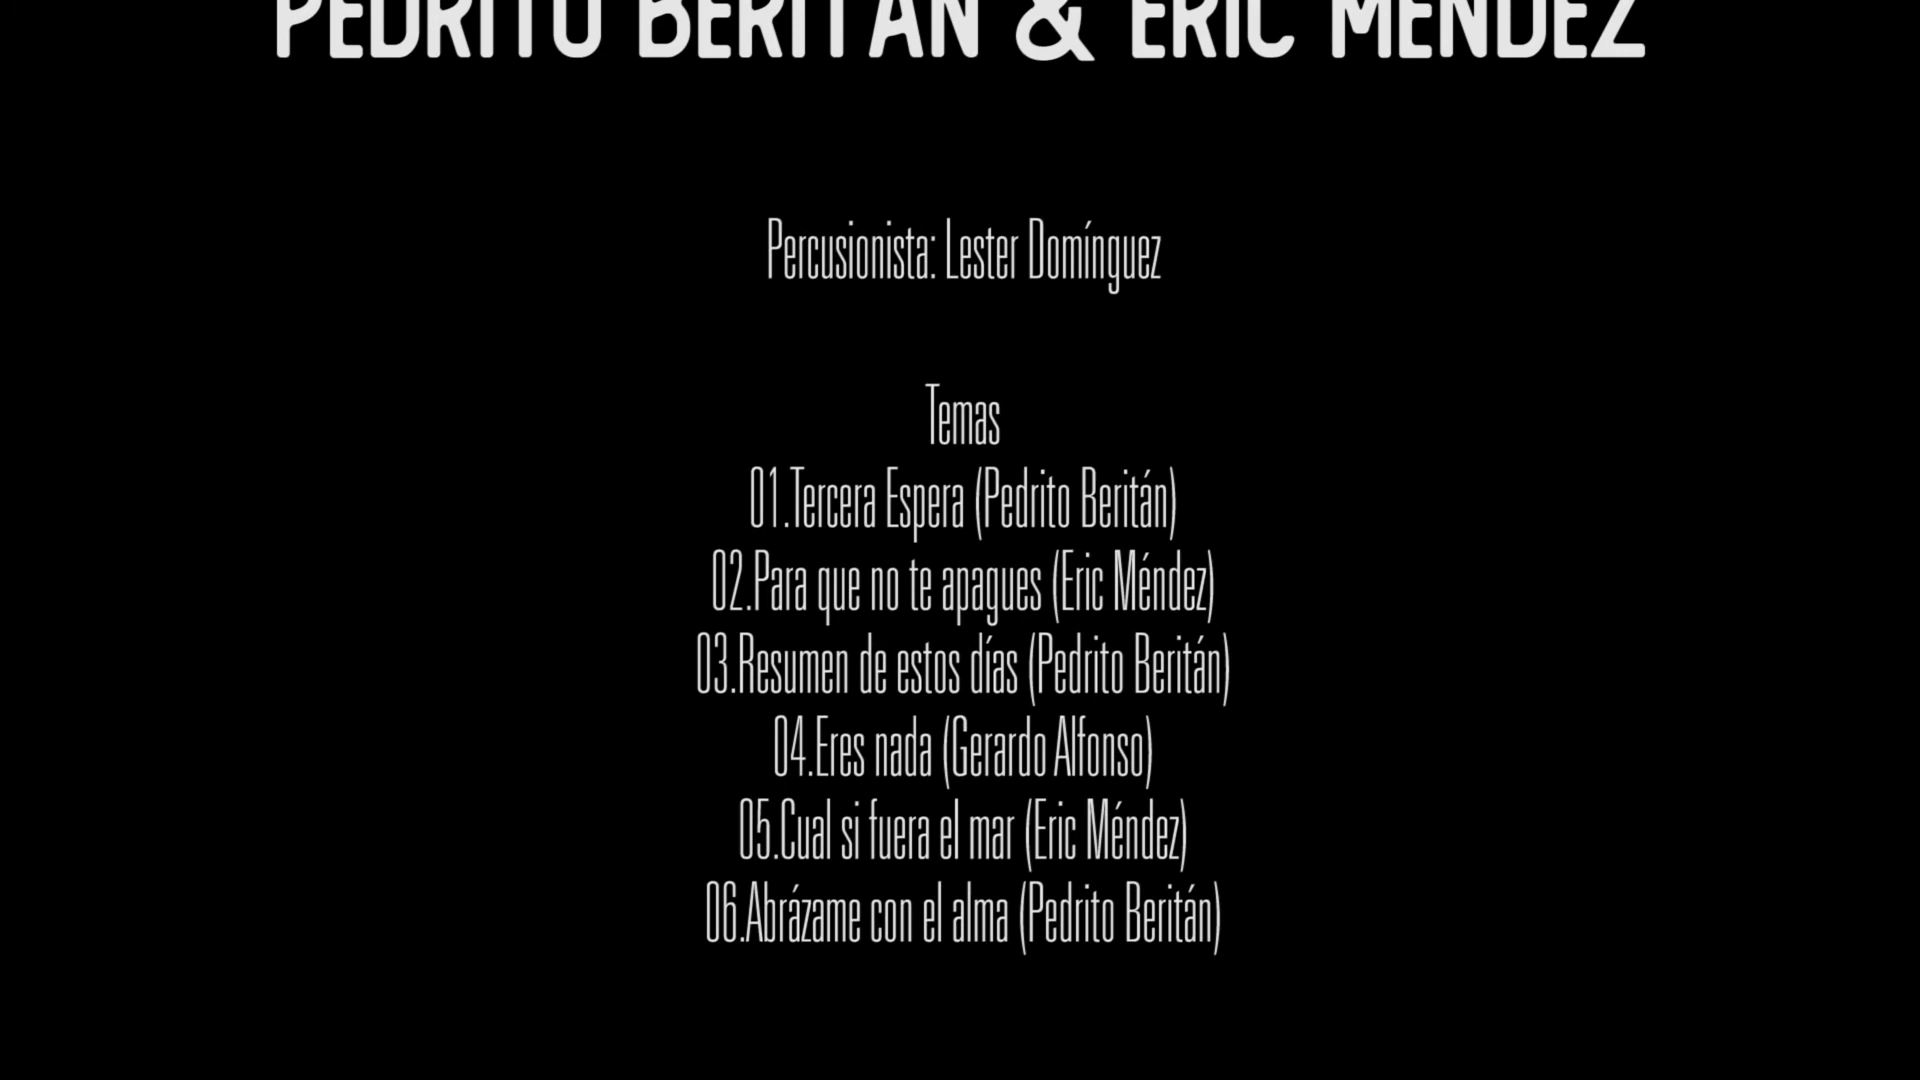 PEDRITO BERITÁN & ERIC MÉNDEZ
Percusionista: Lester Domínguez
Temas
01.Tercera Espera (Pedrito Beritán)
02.Para que no te apagues (Eric Méndez)
03.Resumen de estos días (Pedrito Beritán)
04.Eres nada (Gerardo Alfonso)
05.Cual si fuera el mar (Eric Méndez)
06.Abrázame con el alma (Pedrito Beritán)